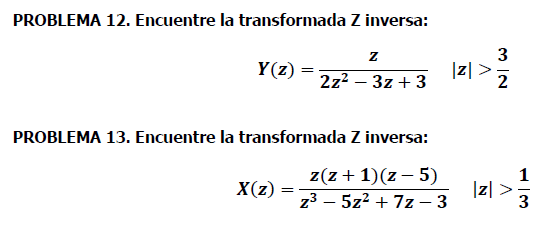 PROBLEMA 12. Encuentre la transformada Z inversa:
Y(z) = z / (2z² − 3z + 3)    |z| > 3/2
PROBLEMA 13. Encuentre la transformada Z inversa:
X(z) = z(z + 1)(z − 5) / (z³ − 5z² + 7z − 3)    |z| > 1/3